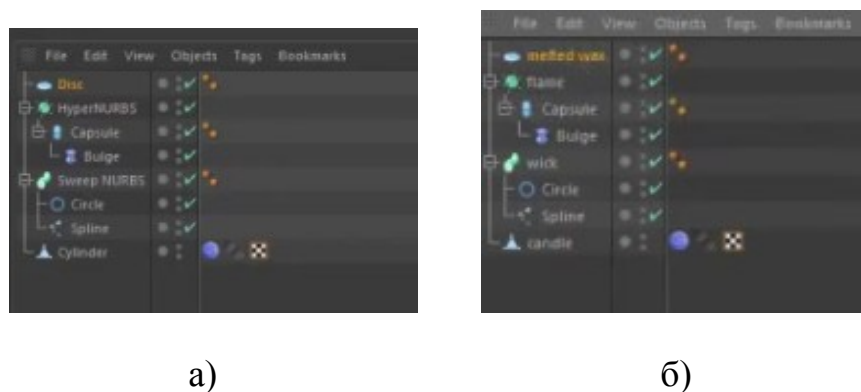 File Edit View Objects Tags Bookmarks
Disc
HyperNURBS
Capsule
Bulge
Sweep NURBS
Circle
Spline
Cylinder
File Edit View Objects Tags Bookmarks
melted wax
flame
Capsule
Bulge
wick
Circle
Spline
candle
а) б)